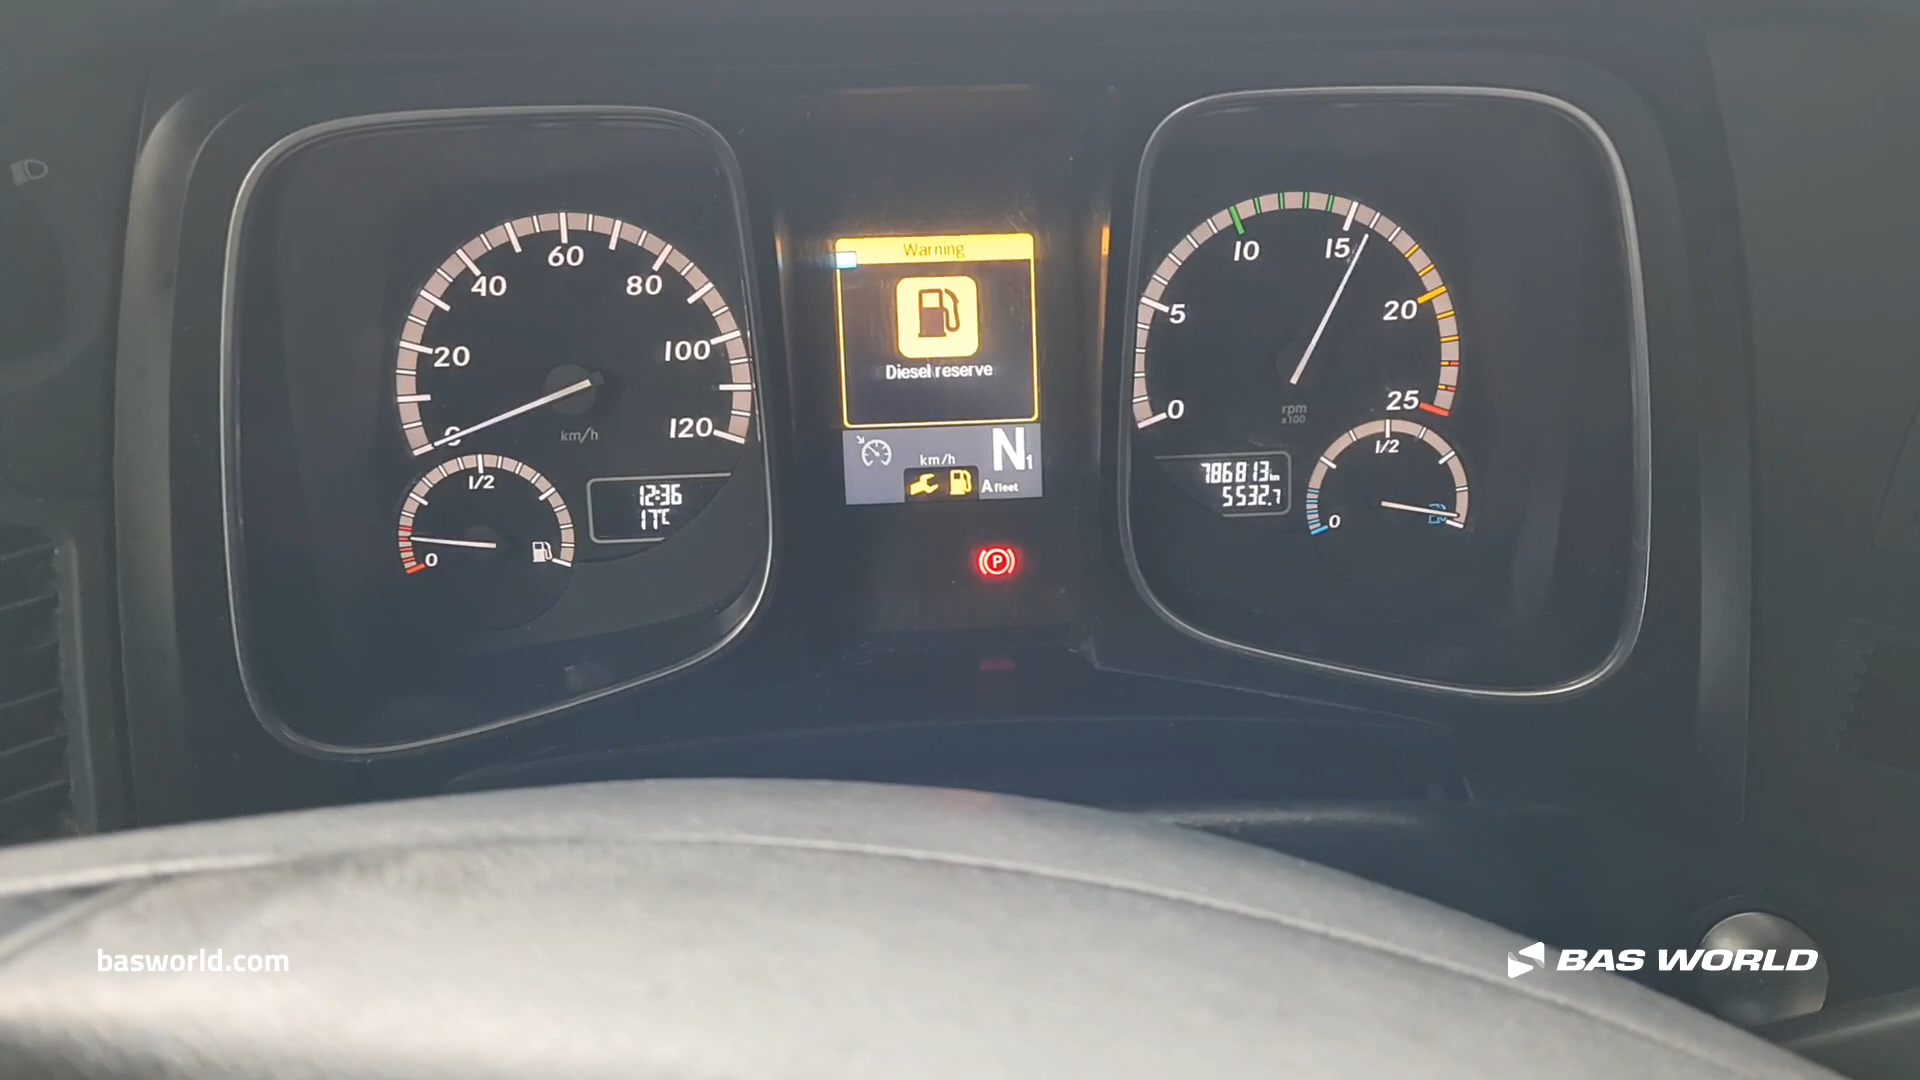 0
20
40
60
80
100
120
km/h
0
1/2
12:36
17°C
Warning
Diesel reserve
km/h
N1
A fleet
P
0
5
10
15
20
25
rpm
x100
786813km
5532.7
0
1/2
basworld.com
BAS WORLD